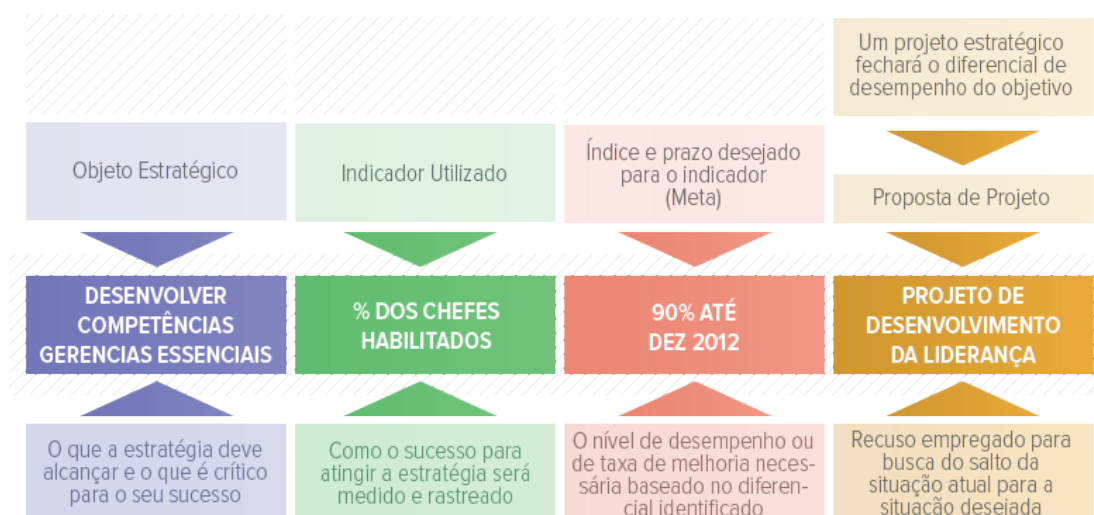 Um projeto estratégico
fechará o diferencial de
desempenho do objetivo
Objeto Estratégico
Indicador Utilizado
Índice e prazo desejado
para o indicador
(Meta)
Proposta de Projeto
DESENVOLVER
COMPETÊNCIAS
GERENCIAS ESSENCIAIS
% DOS CHEFES
HABILITADOS
90% ATÉ
DEZ 2012
PROJETO DE
DESENVOLVIMENTO
DA LIDERANÇA
O que a estratégia deve
alcançar e o que é crítico
para o seu sucesso
Como o sucesso para
atingir a estratégia será
medido e rastreado
O nível de desempenho ou
de taxa de melhoria neces-
sária baseado no diferen-
cial identificado
Recuso empregado para
busca do salto da
situação atual para a
situação desejada